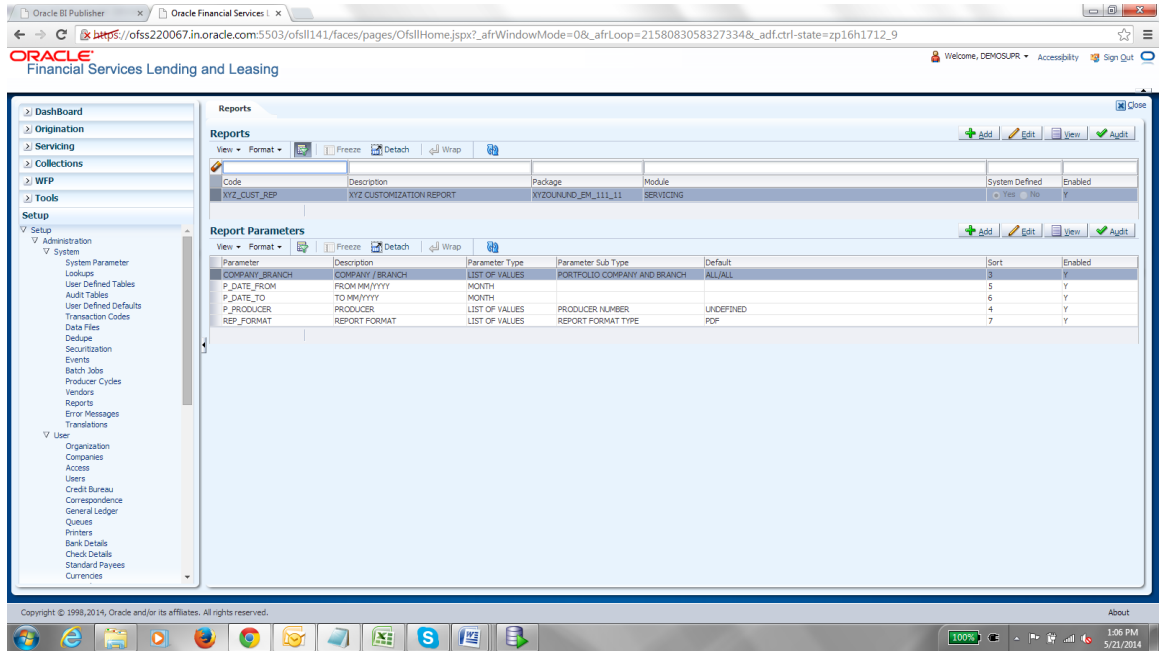 Oracle BI Publisher × Oracle Financial Services L ×
https://ofss220067.in.oracle.com:5503/ofsll141/faces/pages/OfsllHome.jspx?_afrWindowMode=0&_afrLoop=21580830583273348&_adf.ctrl-state=zp16h1712_9
ORACLE
Financial Services Lending and Leasing
Welcome, DEMOSUPR Accessibility Sign Out
DashBoard
Origination
Servicing
Collections
WFP
Tools
Setup
Setup
Administration
System
System Parameter
Lookups
User Defined Tables
Audit Tables
User Defined Defaults
Transaction Codes
Data Files
Dedupe
Securitization
Events
Batch Jobs
Producer Cycles
Vendors
Reports
Error Messages
Translations
User
Organization
Companies
Access
Users
Credit Bureau
Correspondence
General Ledger
Queues
Printers
Bank Details
Check Details
Standard Payees
Currencies
Reports Close
Reports Add Edit View Audit
View Format Freeze Detach Wrap
Code Description Package Module System Defined Enabled
XYZ_CUST_REP XYZ CUSTOMIZATION REPORT XYZOUNUND_EM_111_11 SERVICING Yes No Y
Report Parameters Add Edit View Audit
View Format Freeze Detach Wrap
Parameter Description Parameter Type Parameter Sub Type Default Sort Enabled
COMPANY_BRANCH COMPANY / BRANCH LIST OF VALUES PORTFOLIO COMPANY AND BRANCH ALL/ALL 3 Y
P_DATE_FROM FROM MM/YYYY MONTH 5 Y
P_DATE_TO TO MM/YYYY MONTH 6 Y
P_PRODUCER PRODUCER LIST OF VALUES PRODUCER NUMBER UNDEFINED 4 Y
REP_FORMAT REPORT FORMAT LIST OF VALUES REPORT FORMAT TYPE PDF 7 Y
Copyright © 1998,2014, Oracle and/or its affiliates. All rights reserved. About
100% 1:06 PM
5/21/2014